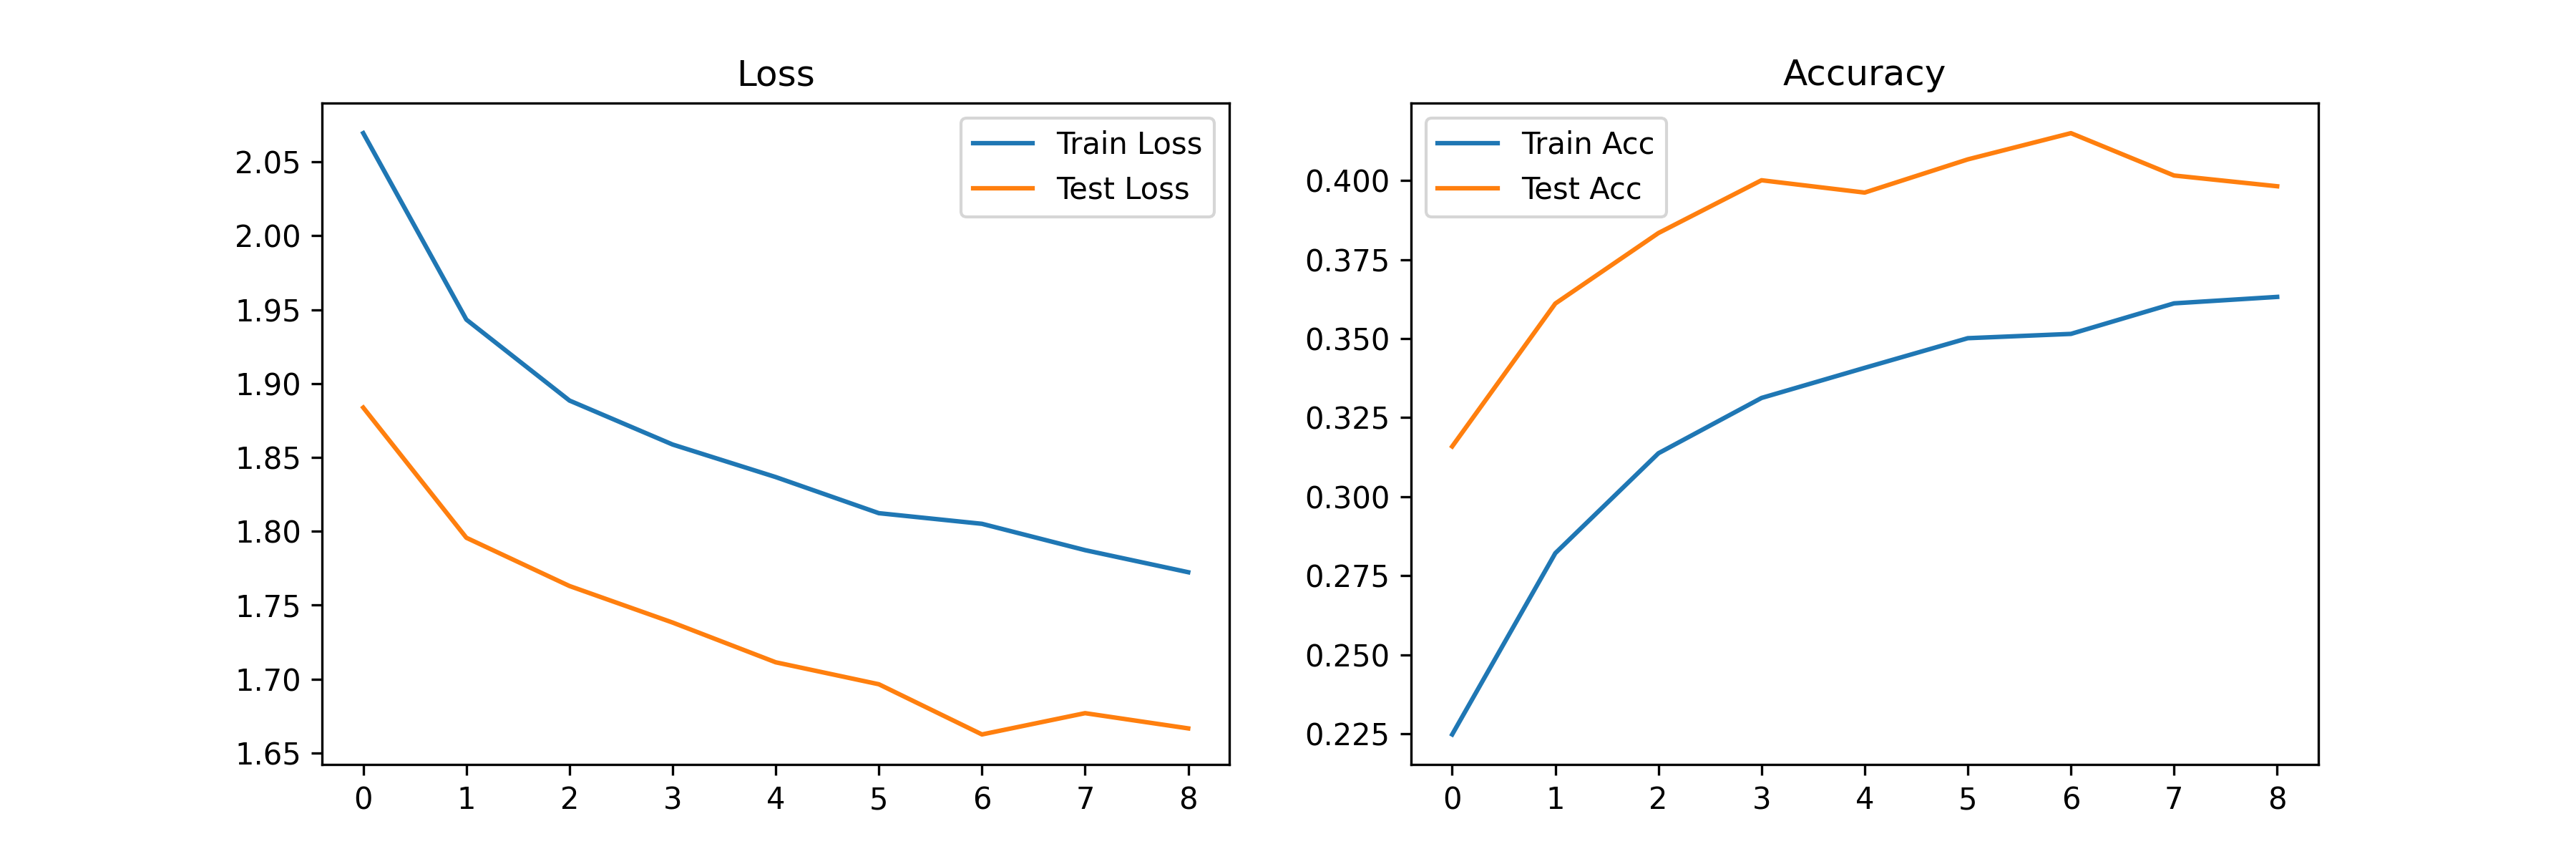 Loss
Train Loss
Test Loss
2.05
2.00
1.95
1.90
1.85
1.80
1.75
1.70
1.65
0 1 2 3 4 5 6 7 8
Accuracy
Train Acc
Test Acc
0.400
0.375
0.350
0.325
0.300
0.275
0.250
0.225
0 1 2 3 4 5 6 7 8